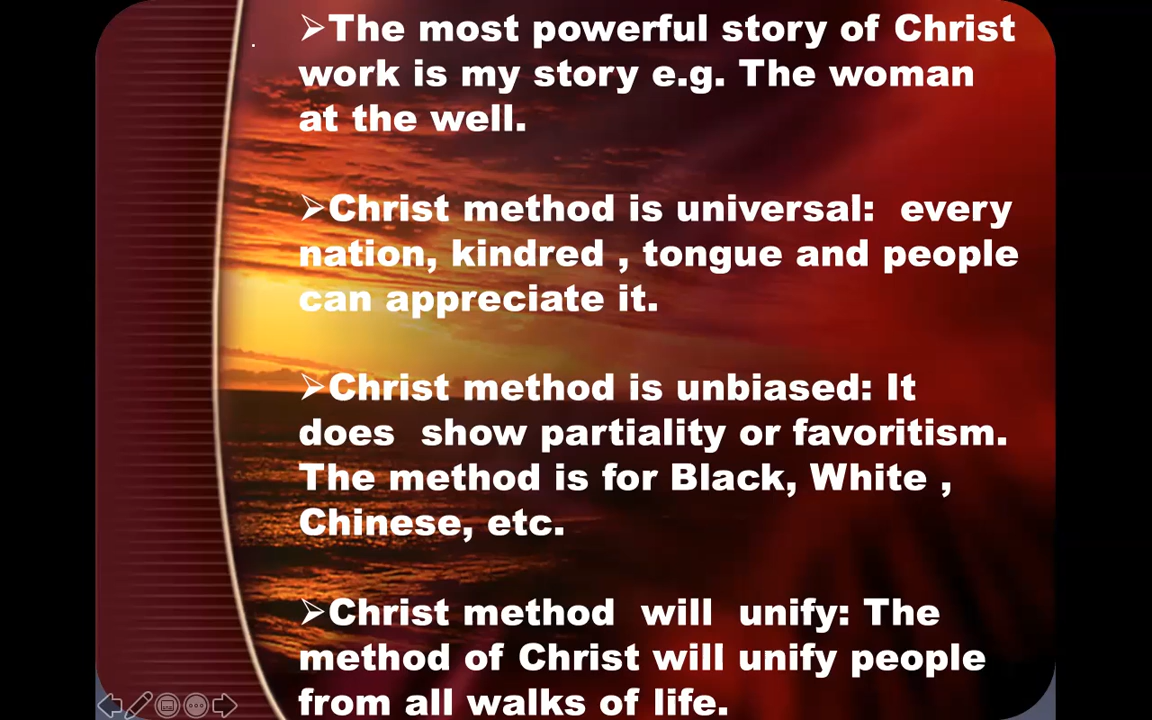 ➢The most powerful story of Christ
work is my story e.g. The woman
at the well.
➢Christ method is universal: every
nation, kindred , tongue and people
can appreciate it.
➢Christ method is unbiased: It
does show partiality or favoritism.
The method is for Black, White ,
Chinese, etc.
➢Christ method will unify: The
method of Christ will unify people
from all walks of life.